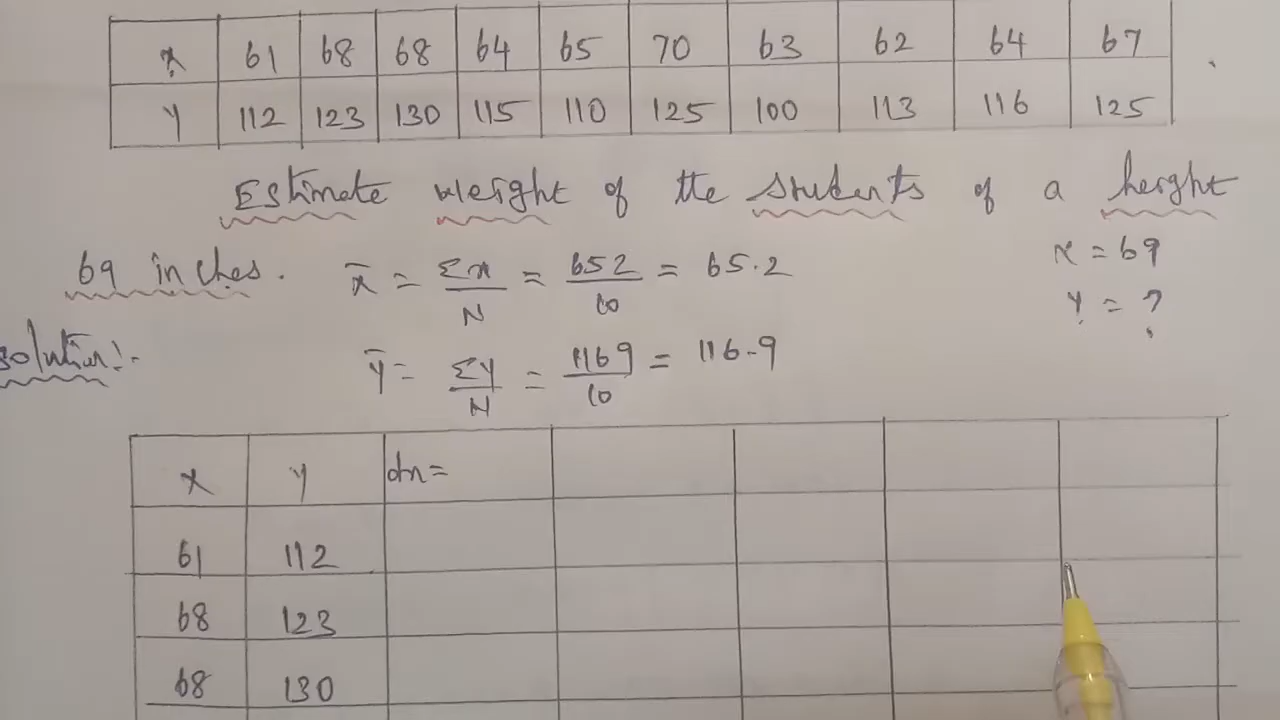 x 61 68 68 64 65 70 63 62 64 67
Y 112 123 130 115 110 125 100 113 116 125
Estimate weight of the students of a height
69 inches.
x̄ = Σx/N = 652/10 = 65.2
x = 69
Y = ?
solution:-
ȳ = Σy/N = 1169/10 = 116.9
x y dx=
61 112
68 123
68 130